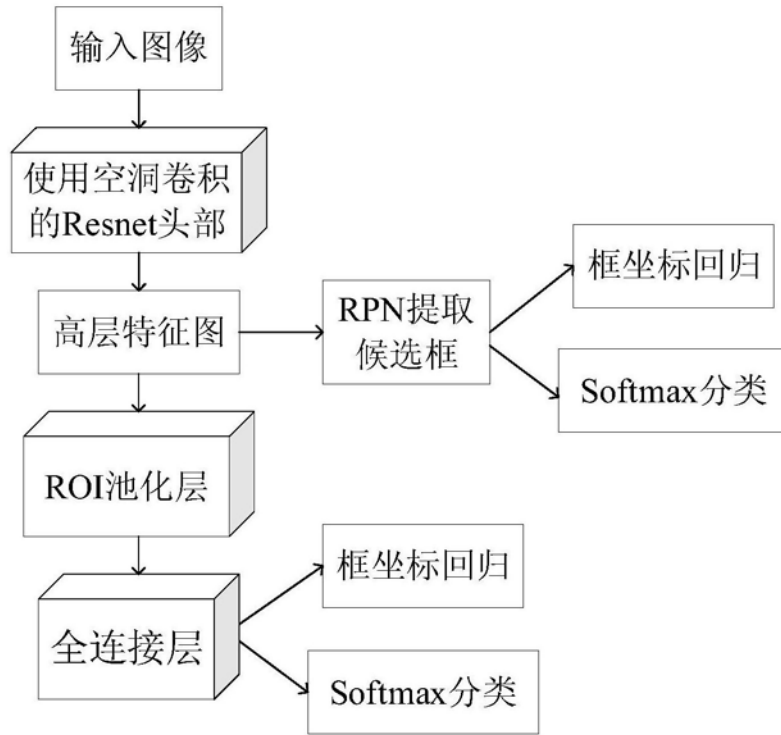 输入图像
使用空洞卷积
的Resnet头部
高层特征图
RPN提取
候选框
框坐标回归
Softmax分类
ROI池化层
全连接层
框坐标回归
Softmax分类